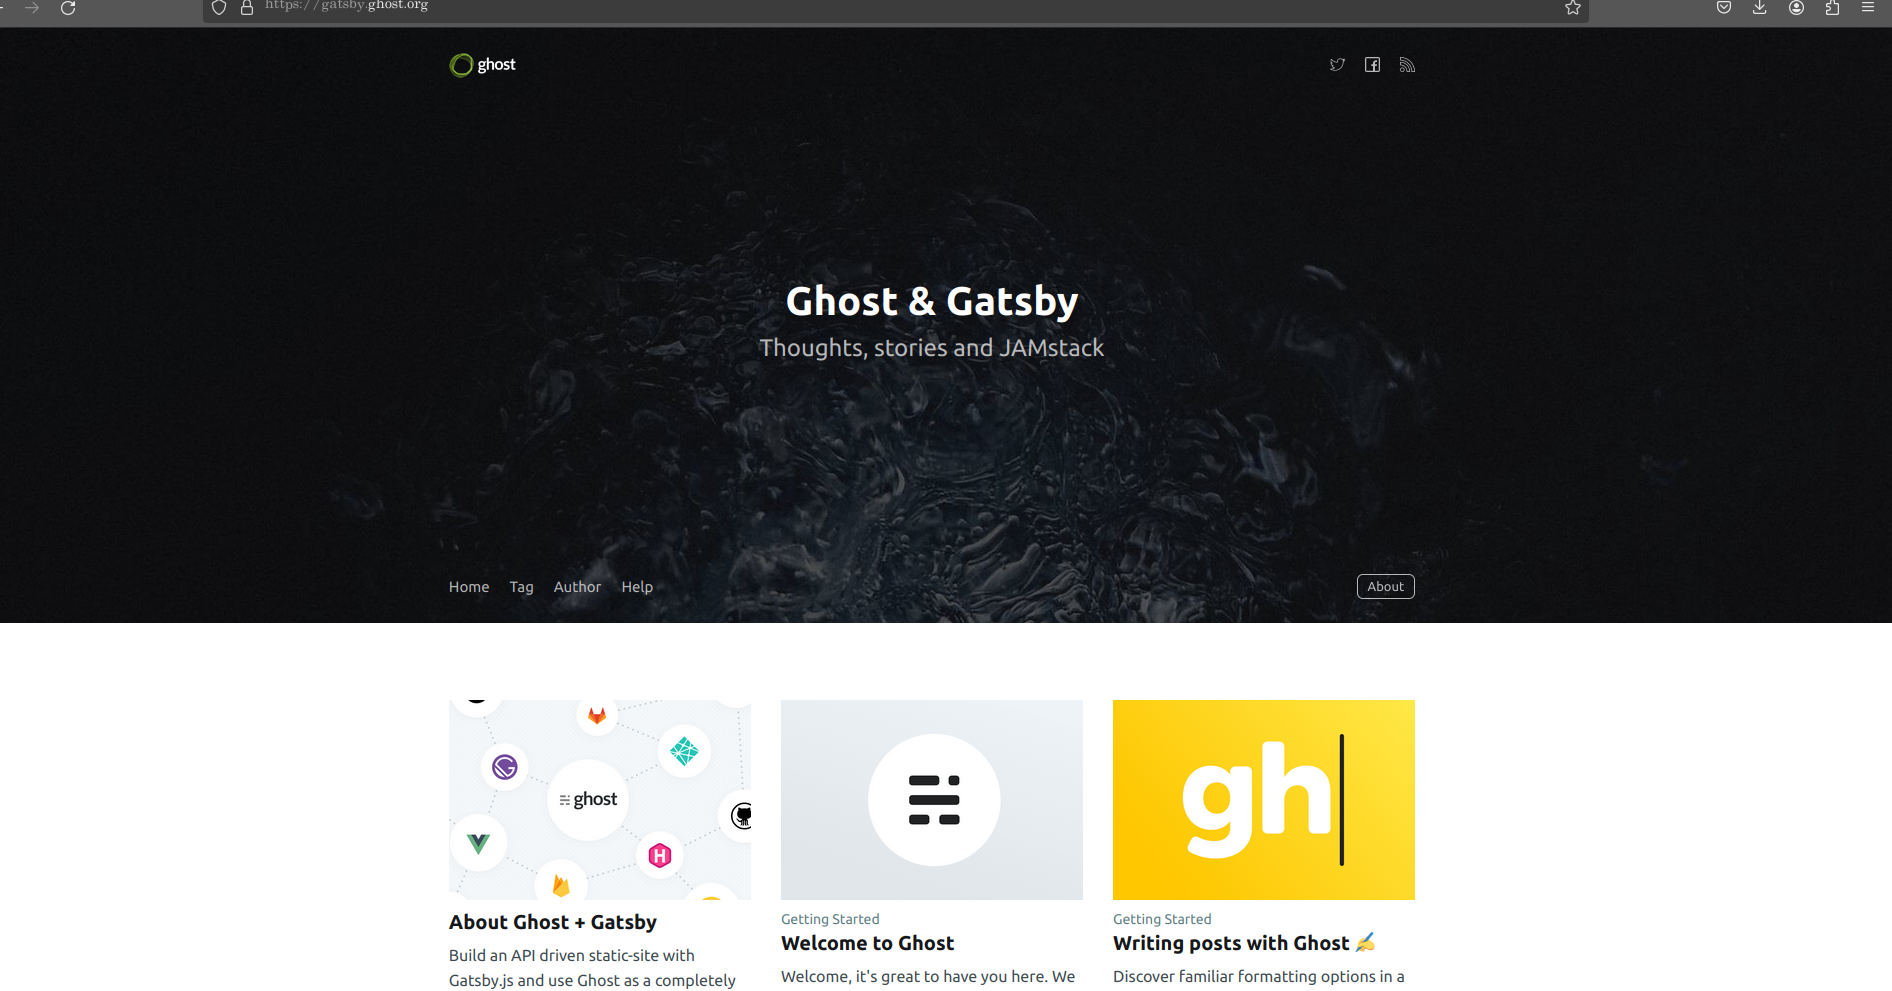 https://gatsby.ghost.org
ghost
Ghost & Gatsby
Thoughts, stories and JAMstack
Home Tag Author Help About
ghost
H
gh
About Ghost + Gatsby
Build an API driven static-site with
Gatsby.js and use Ghost as a completely
Getting Started
Welcome to Ghost
Welcome, it's great to have you here. We
Getting Started
Writing posts with Ghost ✍️
Discover familiar formatting options in a